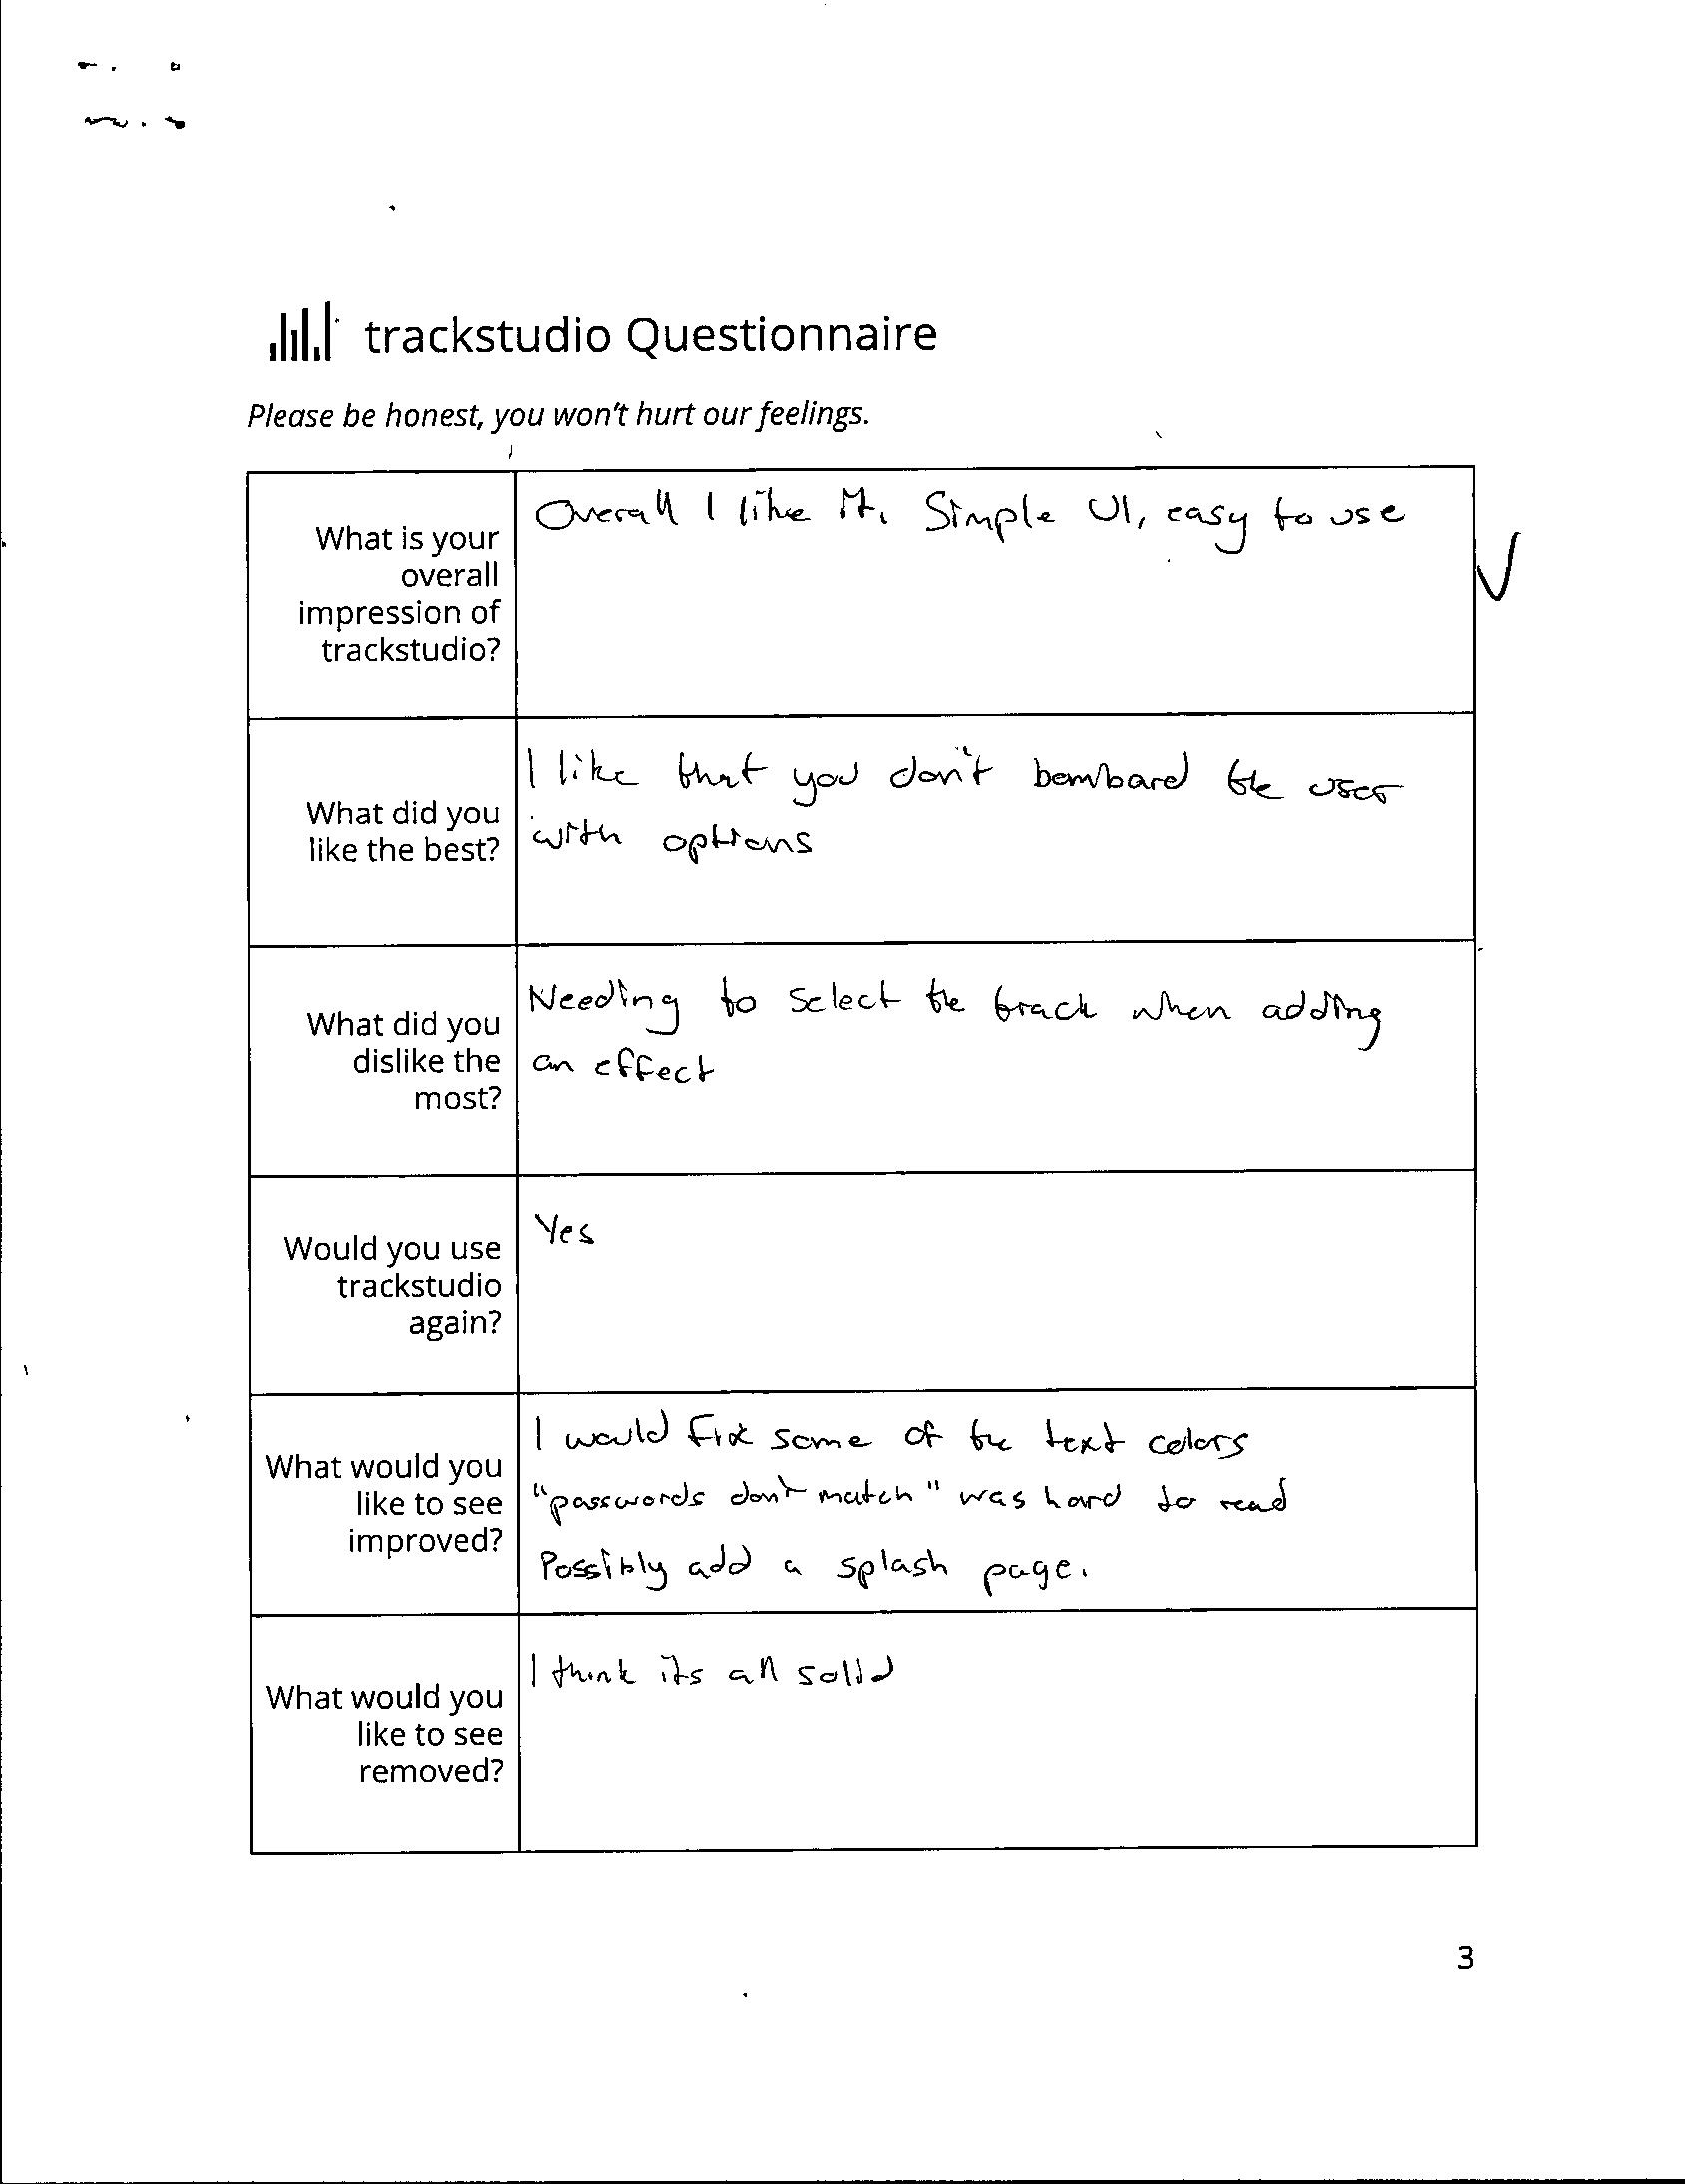 trackstudio Questionnaire
Please be honest, you won't hurt our feelings.
What is your
overall
impression of
trackstudio?
Overall I like it. Simple UI, easy to use
What did you
like the best?
I like that you don't bombard the user
with options
What did you
dislike the
most?
Needing to select the track when adding
an effect
Would you use
trackstudio
again?
Yes
What would you
like to see
improved?
I would fix some of the text colors
"passwords don't match" was hard to read
Possibly add a splash page.
What would you
like to see
removed?
I think its all solid
3